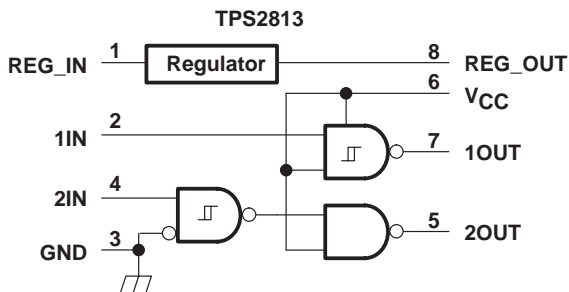 TPS2813
REG_IN 1 Regulator 8 REG_OUT
6 VCC
1IN 2 7 1OUT
2IN 4
5 2OUT
GND 3